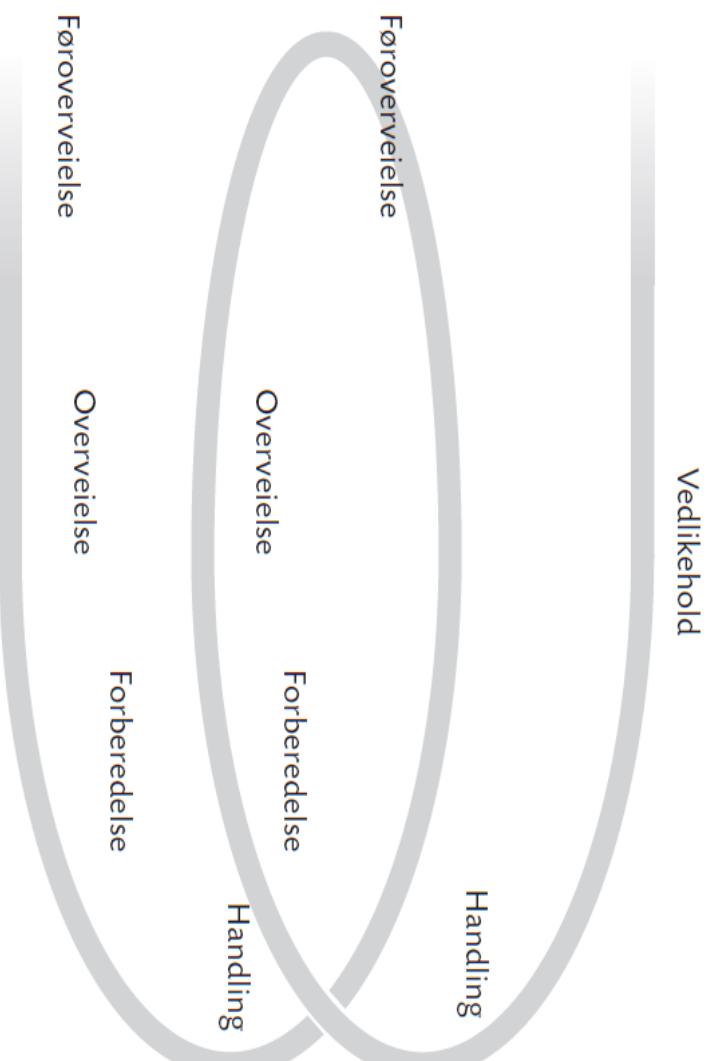 Vedlikehold
Handling
Føroverveielse
Overveielse
Forberedelse
Handling
Føroverveielse
Overveielse
Forberedelse